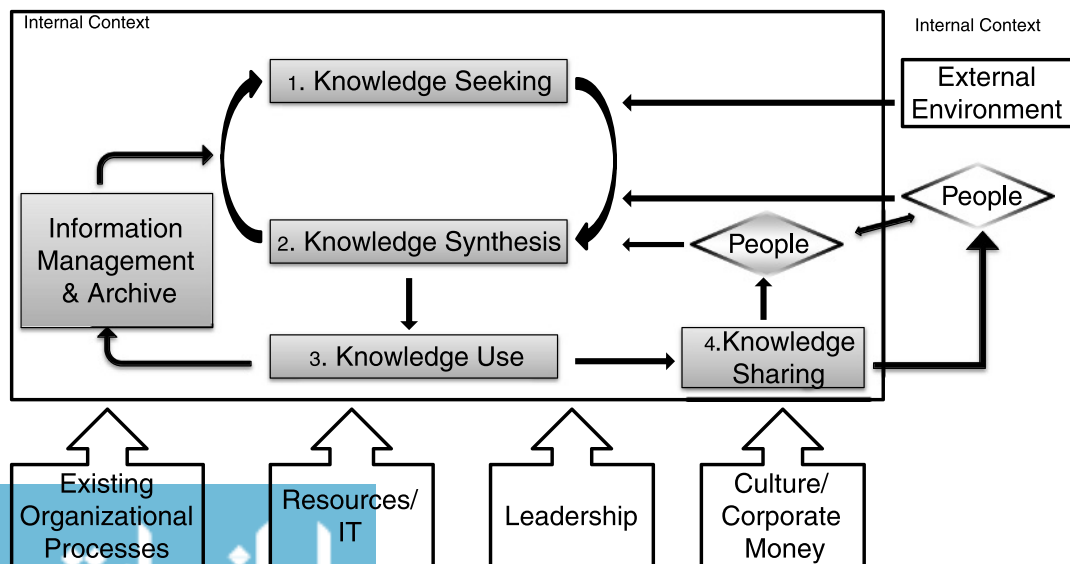 Internal Context
Internal Context
1. Knowledge Seeking
External
Environment
People
Information
Management
& Archive
2. Knowledge Synthesis
People
3. Knowledge Use
4.Knowledge
Sharing
Existing
Organizational
Processes
Resources/
IT
Leadership
Culture/
Corporate
Money